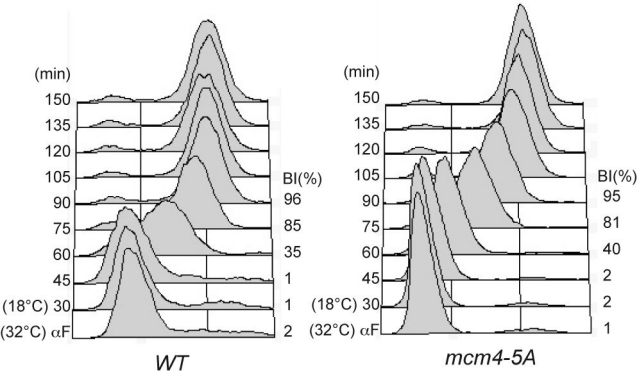 (min)
150
135
120
105 BI(%)
90 96
75 85
60 35
45 1
(18°C) 30 1
(32°C) αF 2
WT
(min)
150
135
120
105 BI(%)
90 95
75 81
60 40
45 2
(18°C) 30 2
(32°C) αF 1
mcm4-5A